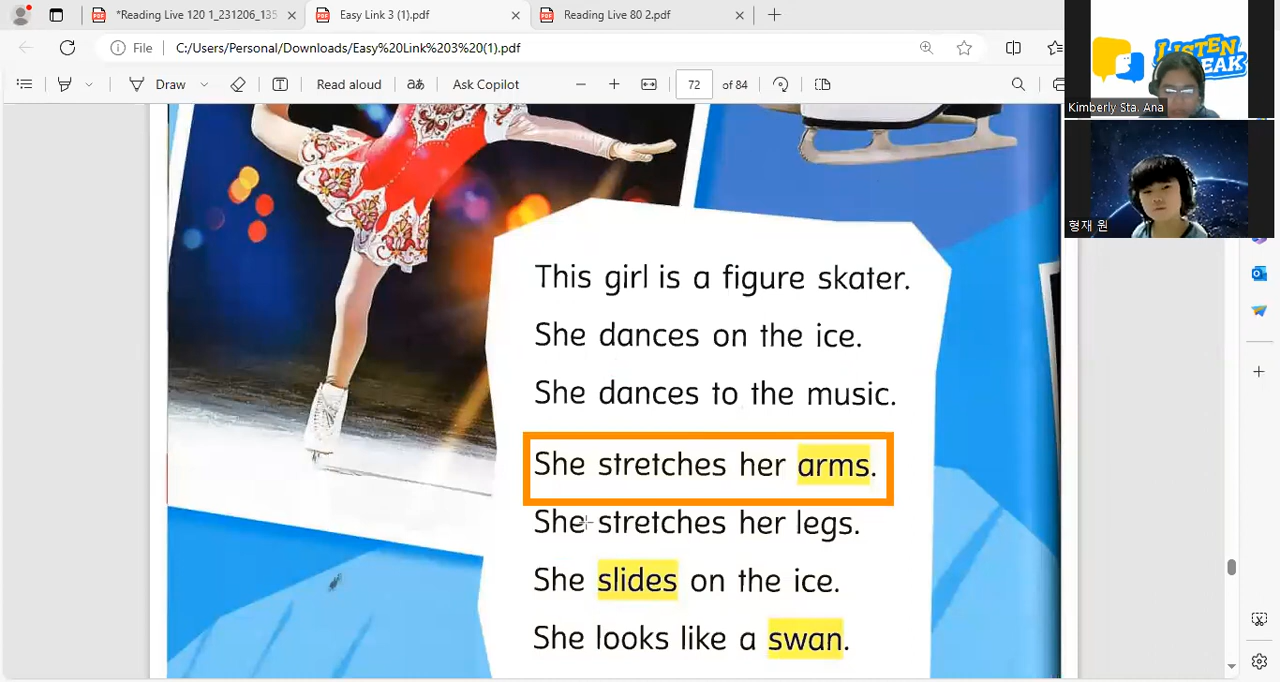 *Reading Live 120 1_231206_135
Easy Link 3 (1).pdf
Reading Live 80 2.pdf
File
C:/Users/Personal/Downloads/Easy%20Link%203%20(1).pdf
Draw
Read aloud
aあ
Ask Copilot
72 of 84
LISTEN
Kimberly Sta. Ana
형재 원
This girl is a figure skater.
She dances on the ice.
She dances to the music.
She stretches her arms.
She stretches her legs.
She slides on the ice.
She looks like a swan.